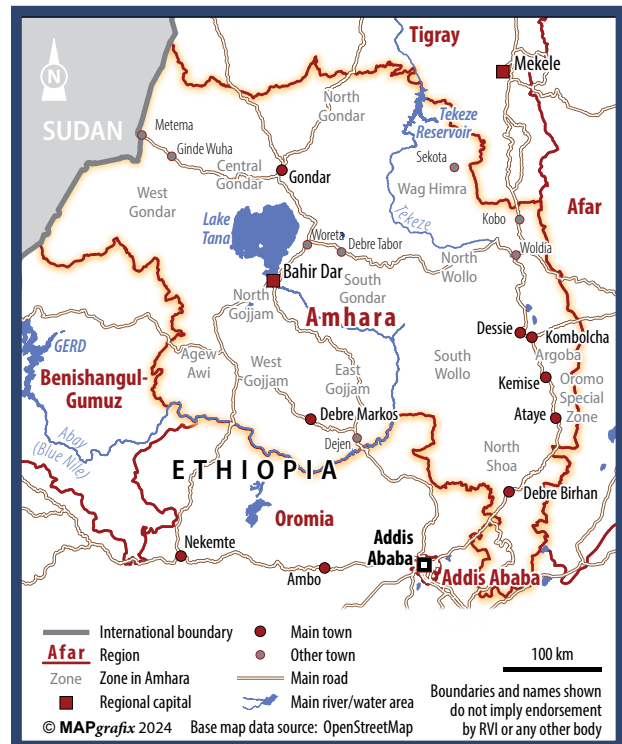 Tigray
Mekele
N
North
Gondar
Tekeze
Reservoir
SUDAN
Metema
Ginde Wuha
Central
Gondar
Gondar
Sekota
Wag Himra
West
Gondar
Afar
Lake
Tana
Tekeze
Kobo
Woreta
Debre Tabor
Woldia
North
Wollo
Bahir Dar
South
Gondar
North
Gojjam
Amhara
GERD
Dessie
Kombolcha
Argoba
Agew
Awi
West
Gojjam
South
Wollo
Benishangul-
Gumuz
East
Gojjam
Kemise
Oromo
Special
Zone
Debre Markos
Ataye
Abay
(Blue Nile)
Dejen
North
Shoa
ETHIOPIA
Debre Birhan
Oromia
Nekemte
Addis
Ababa
Ambo
Addis Ababa
International boundary
Main town
Afar
Region
Other town
100 km
Zone
Zone in Amhara
Main road
Regional capital
Main river/water area
Boundaries and names shown
do not imply endorsement
by RVI or any other body
© MAPgrafix 2024
Base map data source: OpenStreetMap